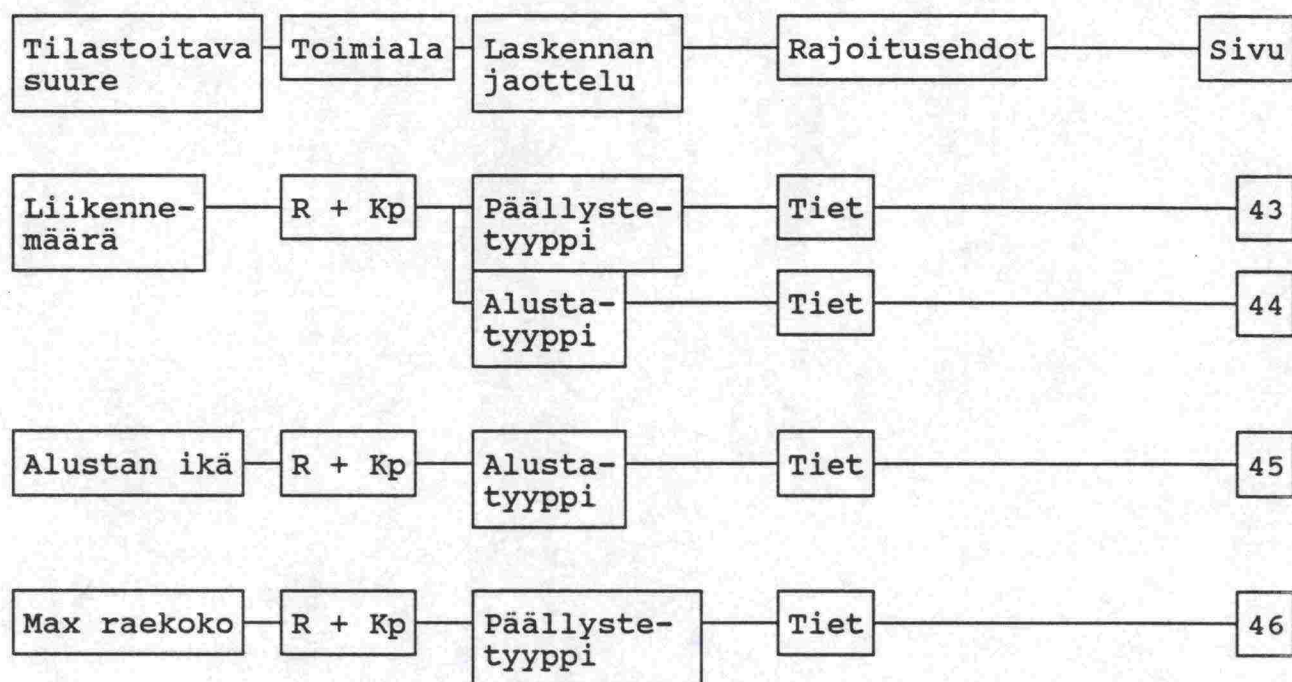 Tilastoitava Toimiala Laskennan Rajoitusehdot Sivu
suure jaottelu
Liikenne- R + Kp Päällyste- Tiet 43
määrä tyyppi
Alusta- Tiet 44
tyyppi
Alustan ikä R + Kp Alusta- Tiet 45
tyyppi
Max raekoko R + Kp Päällyste- Tiet 46
tyyppi